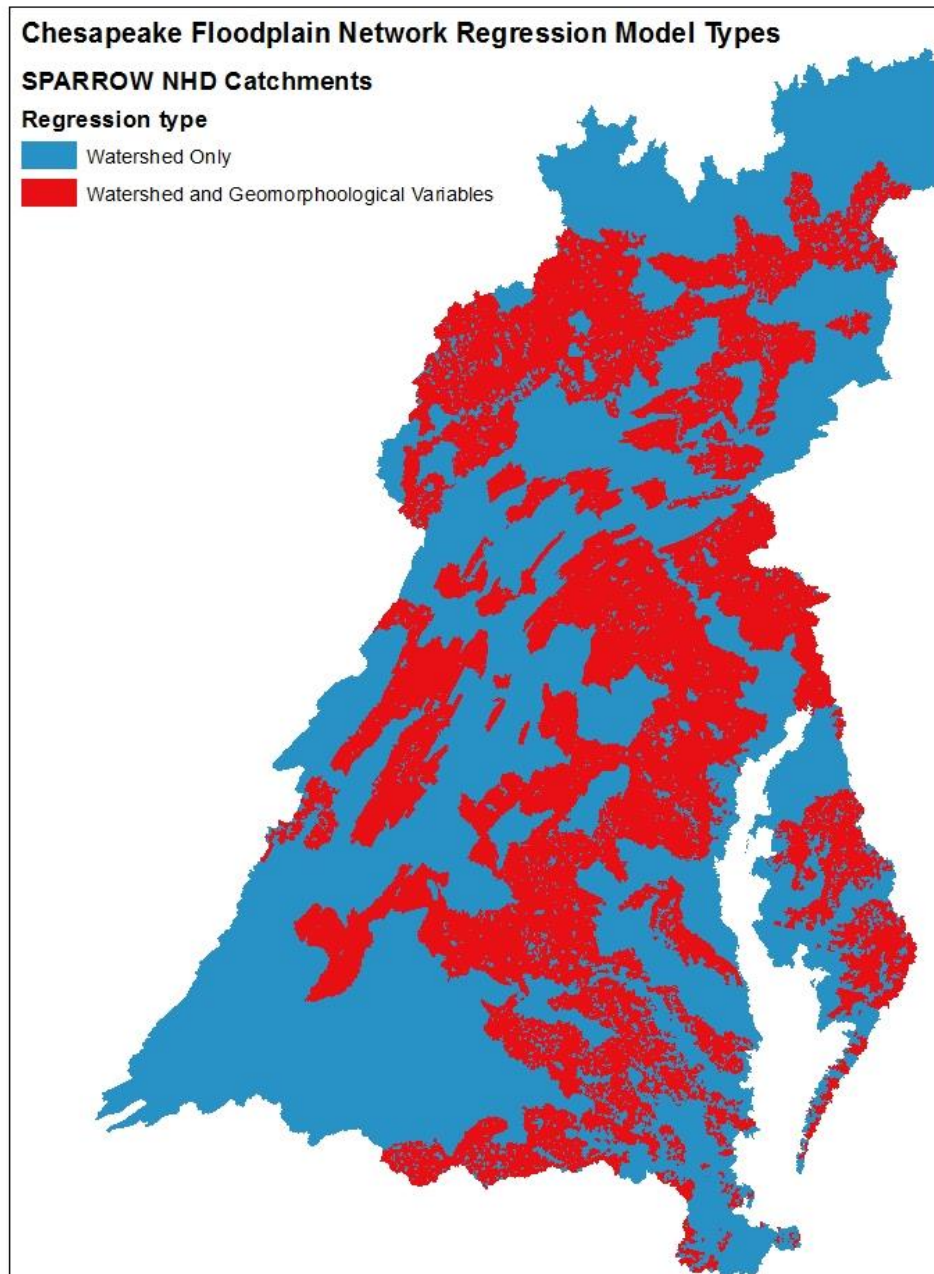 Chesapeake Floodplain Network Regression Model Types
SPARROW NHD Catchments
Regression type
Watershed Only
Watershed and Geomorphoological Variables